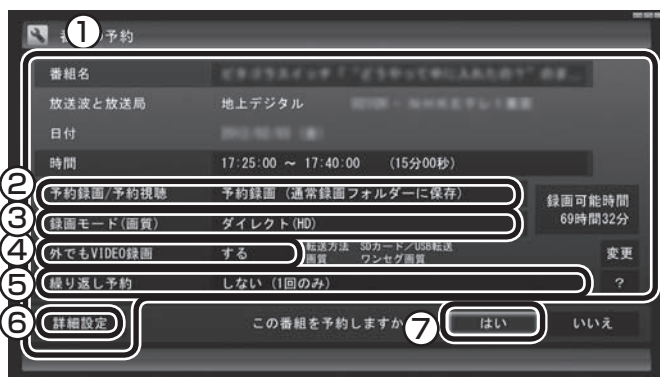 ①
予約
番組名
放送波と放送局 地上デジタル
日付
時間 17:25:00 ～ 17:40:00 (15分00秒)
② 予約録画/予約視聴 予約録画 (通常録画フォルダーに保存)
録画可能時間
69時間32分
③ 録画モード(画質) ダイレクト(HD)
④ 外でもVIDEO録画 する
転送方法 SDカード/USB転送
画質 ワンセグ画質
変更
⑤ 繰り返し予約 しない (1回のみ)
?
⑥ 詳細設定
この番組を予約しますか
⑦ はい
いいえ